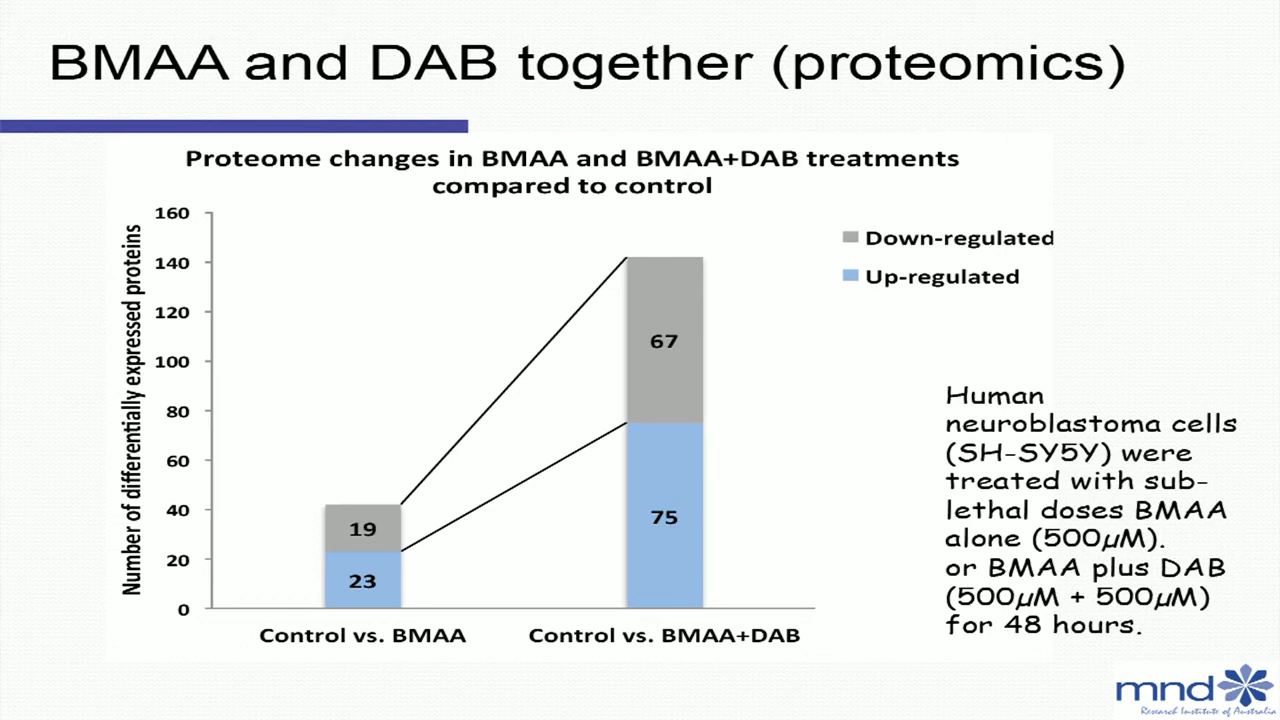 BMAA and DAB together (proteomics)
Proteome changes in BMAA and BMAA+DAB treatments
compared to control
Number of differentially expressed proteins
160
140
120
100
80
60
40
20
0
67
75
19
23
Control vs. BMAA
Control vs. BMAA+DAB
Down-regulated
Up-regulated
Human
neuroblastoma cells
(SH-SY5Y) were
treated with sub-
lethal doses BMAA
alone (500µM).
or BMAA plus DAB
(500µM + 500µM)
for 48 hours.
mnd
Research Institute of Australia